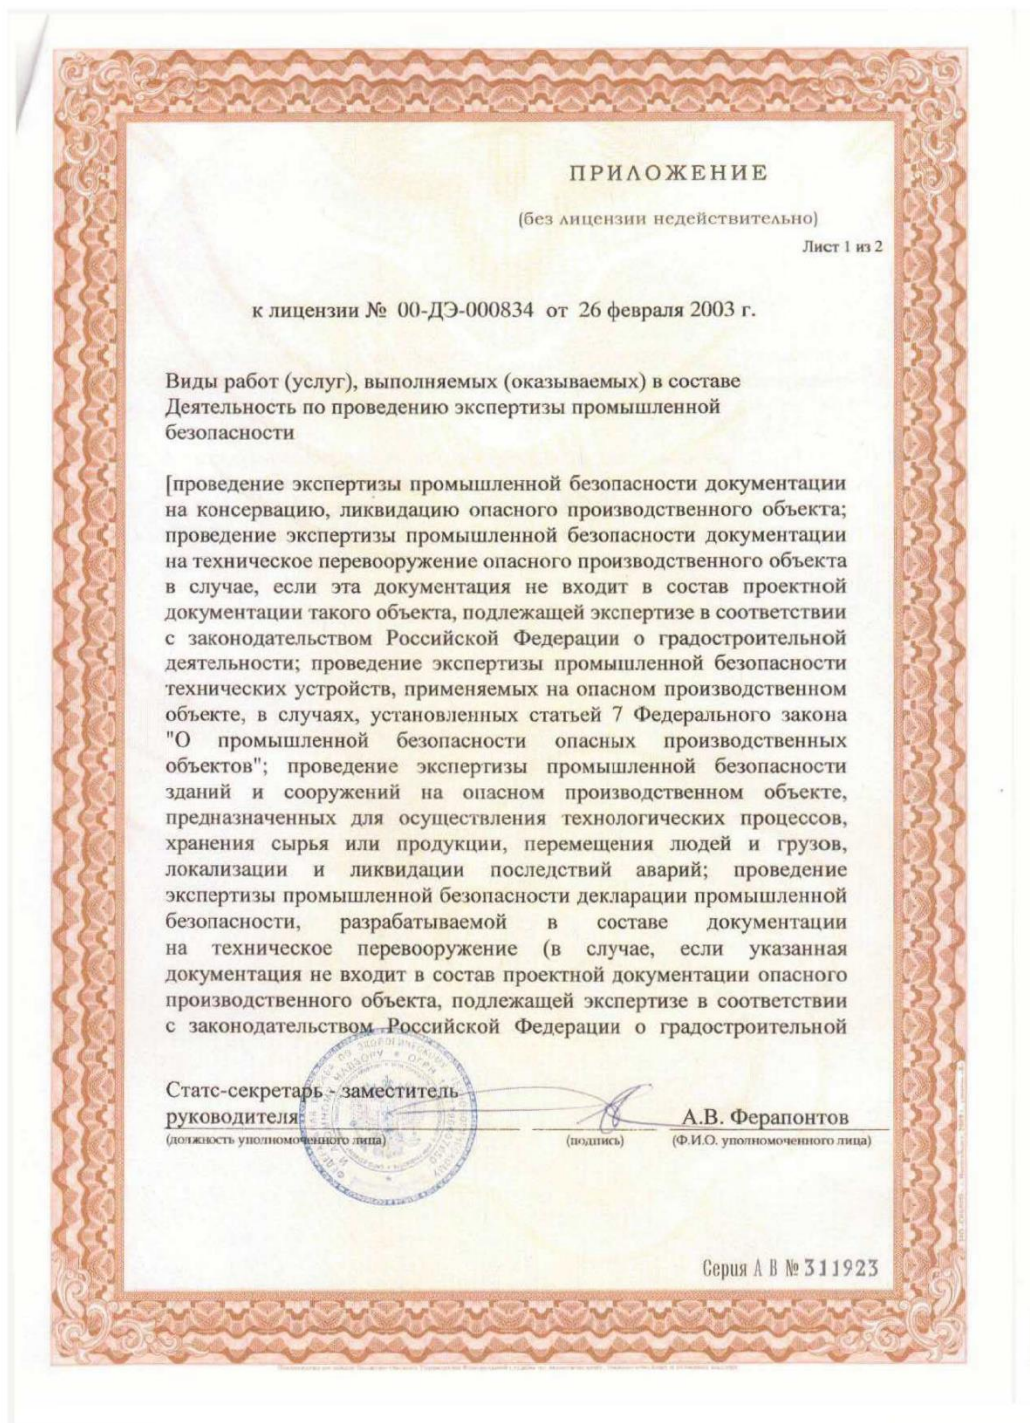 ПРИЛОЖЕНИЕ
(без лицензии недействительно)
Лист 1 из 2
к лицензии № 00-ДЭ-000834 от 26 февраля 2003 г.
Виды работ (услуг), выполняемых (оказываемых) в составе
Деятельность по проведению экспертизы промышленной
безопасности
[проведение экспертизы промышленной безопасности документации
на консервацию, ликвидацию опасного производственного объекта;
проведение экспертизы промышленной безопасности документации
на техническое перевооружение опасного производственного объекта
в случае, если эта документация не входит в состав проектной
документации такого объекта, подлежащей экспертизе в соответствии
с законодательством Российской Федерации о градостроительной
деятельности; проведение экспертизы промышленной безопасности
технических устройств, применяемых на опасном производственном
объекте, в случаях, установленных статьей 7 Федерального закона
"О промышленной безопасности опасных производственных
объектов"; проведение экспертизы промышленной безопасности
зданий и сооружений на опасном производственном объекте,
предназначенных для осуществления технологических процессов,
хранения сырья или продукции, перемещения людей и грузов,
локализации и ликвидации последствий аварий; проведение
экспертизы промышленной безопасности декларации промышленной
безопасности, разрабатываемой в составе документации
на техническое перевооружение (в случае, если указанная
документация не входит в состав проектной документации опасного
производственного объекта, подлежащей экспертизе в соответствии
с законодательством Российской Федерации о градостроительной
Статс-секретарь - заместитель
руководителя
А.В. Ферапонтов
(должность уполномоченного лица)
(подпись)
(Ф.И.О. уполномоченного лица)
Серия А В № 311923